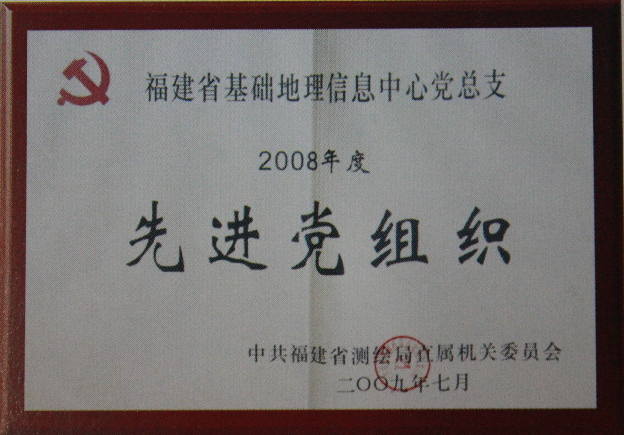 福建省基础地理信息中心党总支
2008年度
先进党组织
中共福建省测绘局直属机关委员会
二〇〇九年七月